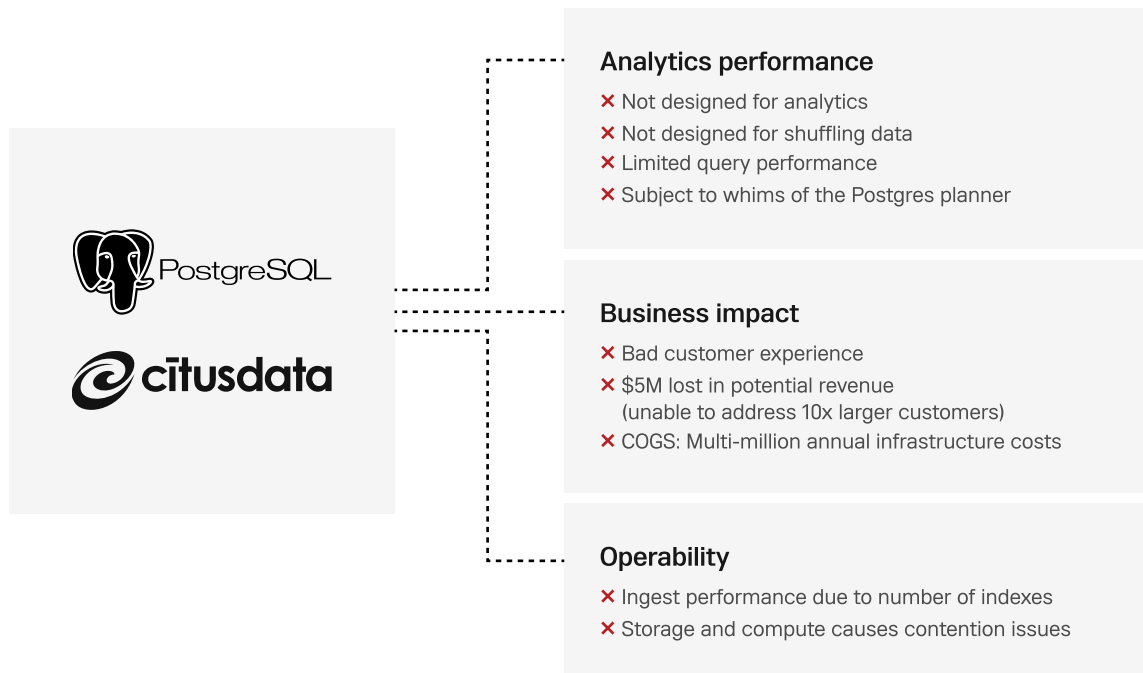 PostgreSQL
cītusdata
Analytics performance
✕ Not designed for analytics
✕ Not designed for shuffling data
✕ Limited query performance
✕ Subject to whims of the Postgres planner
Business impact
✕ Bad customer experience
✕ $5M lost in potential revenue
(unable to address 10x larger customers)
✕ COGS: Multi-million annual infrastructure costs
Operability
✕ Ingest performance due to number of indexes
✕ Storage and compute causes contention issues